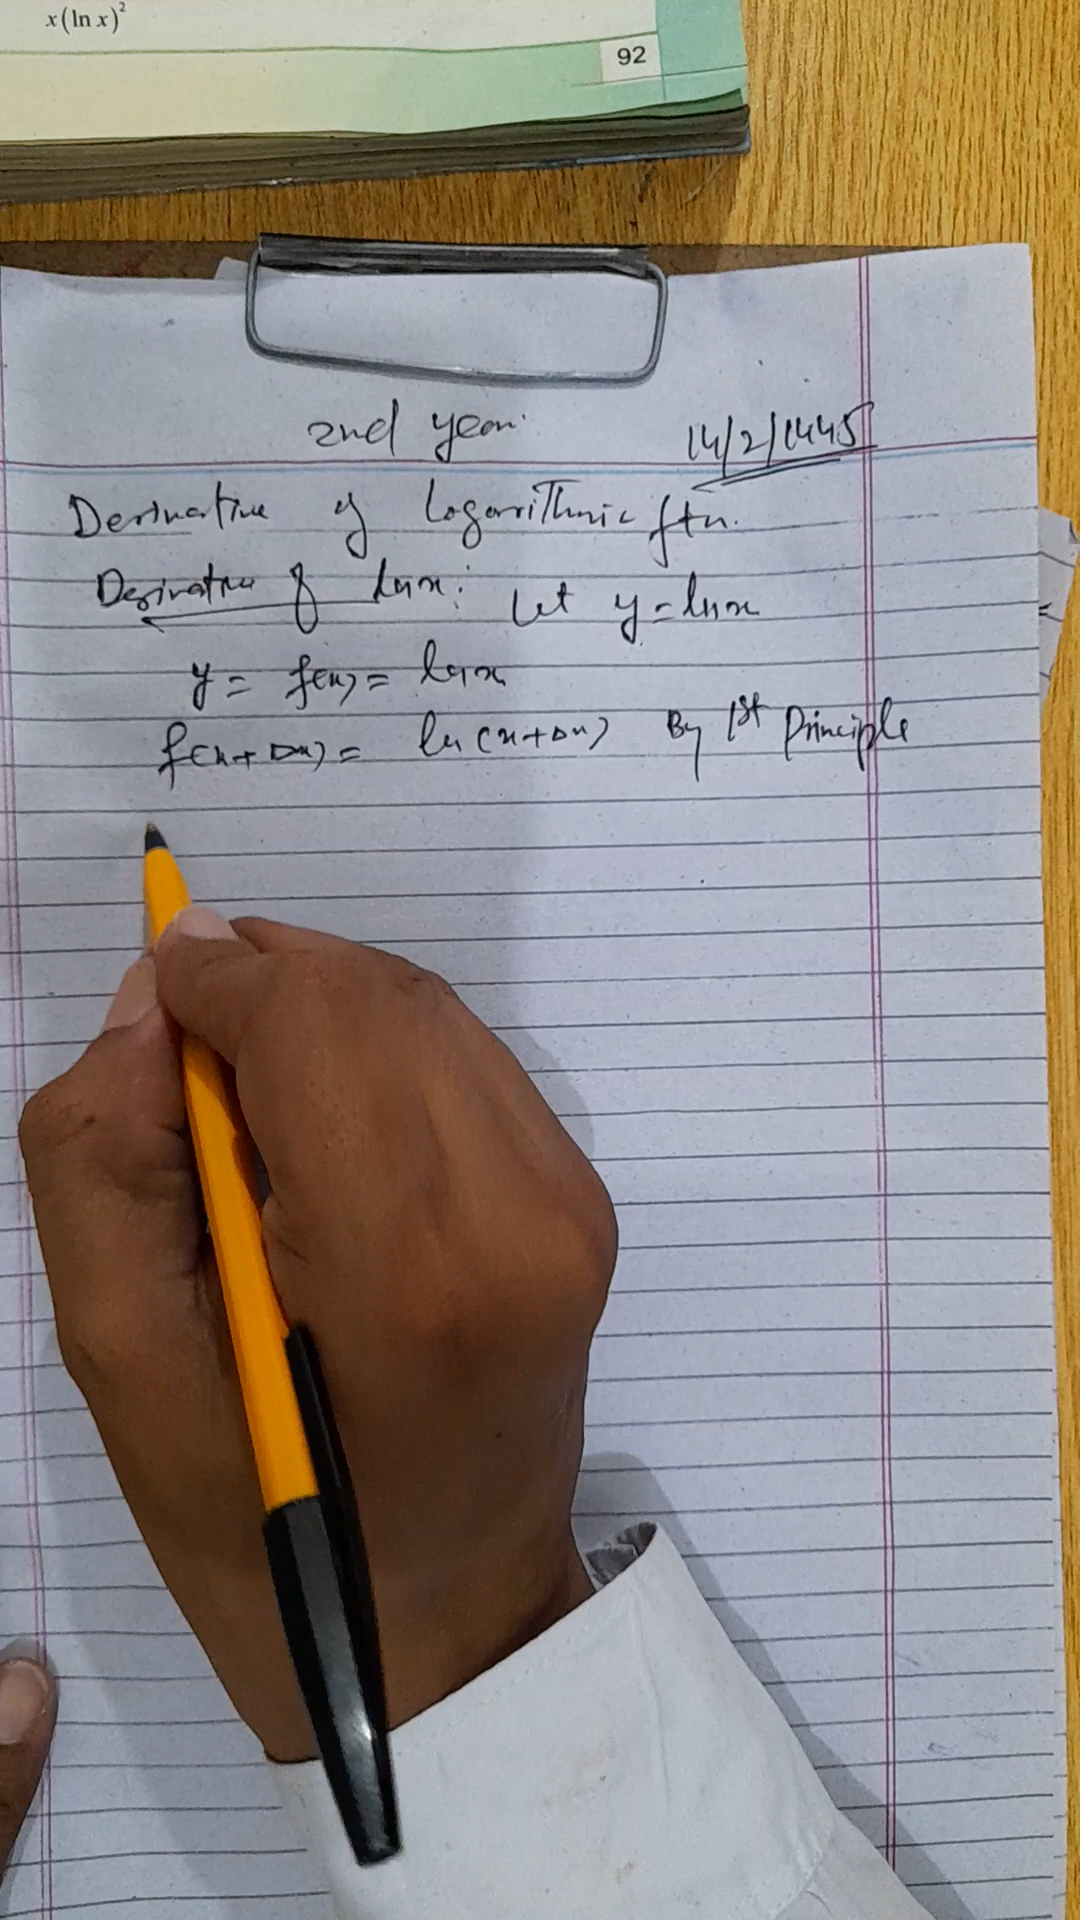 x(ln x)²
92
2nd year
14/2/1445
Derivative of Logarithmic ftn.
Derivative of lnx: Let y = lnx
y = f(x) = lnx
f(x+Δx) = ln(x+Δx) By 1st Principle